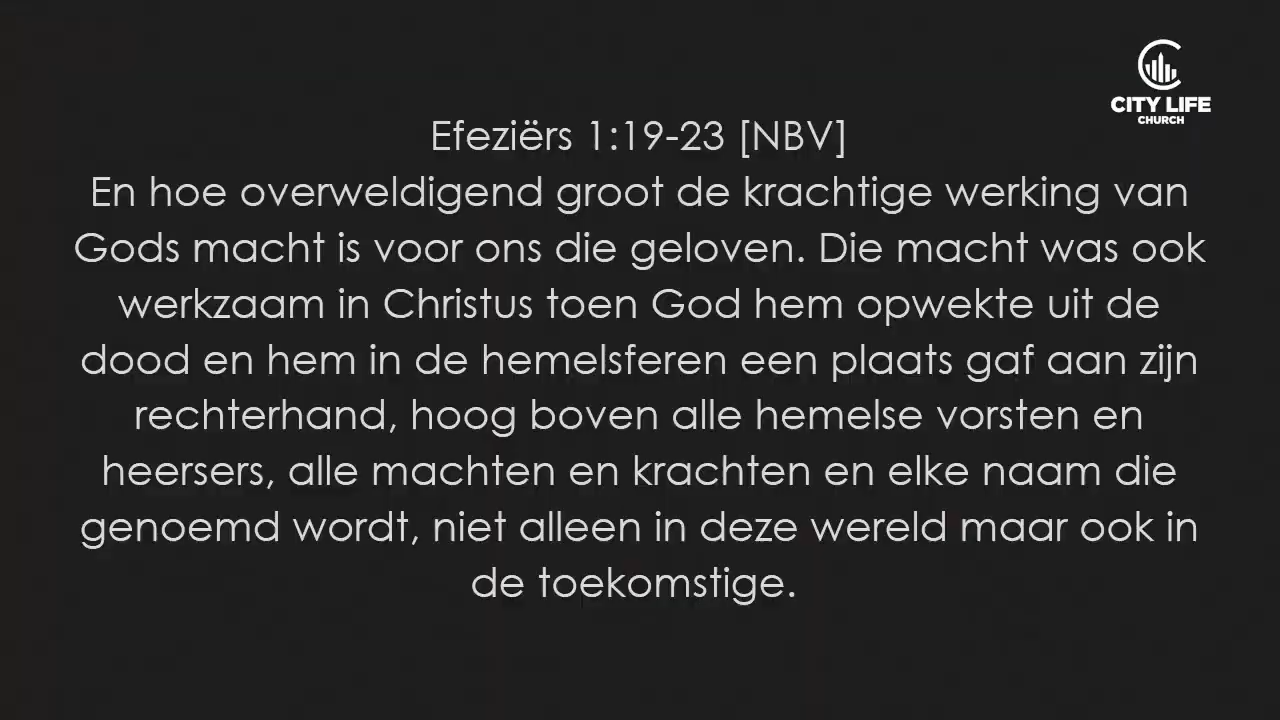 CITY LIFE
CHURCH
Efeziërs 1:19-23 [NBV]
En hoe overweldigend groot de krachtige werking van
Gods macht is voor ons die geloven. Die macht was ook
werkzaam in Christus toen God hem opwekte uit de
dood en hem in de hemelsferen een plaats gaf aan zijn
rechterhand, hoog boven alle hemelse vorsten en
heersers, alle machten en krachten en elke naam die
genoemd wordt, niet alleen in deze wereld maar ook in
de toekomstige.